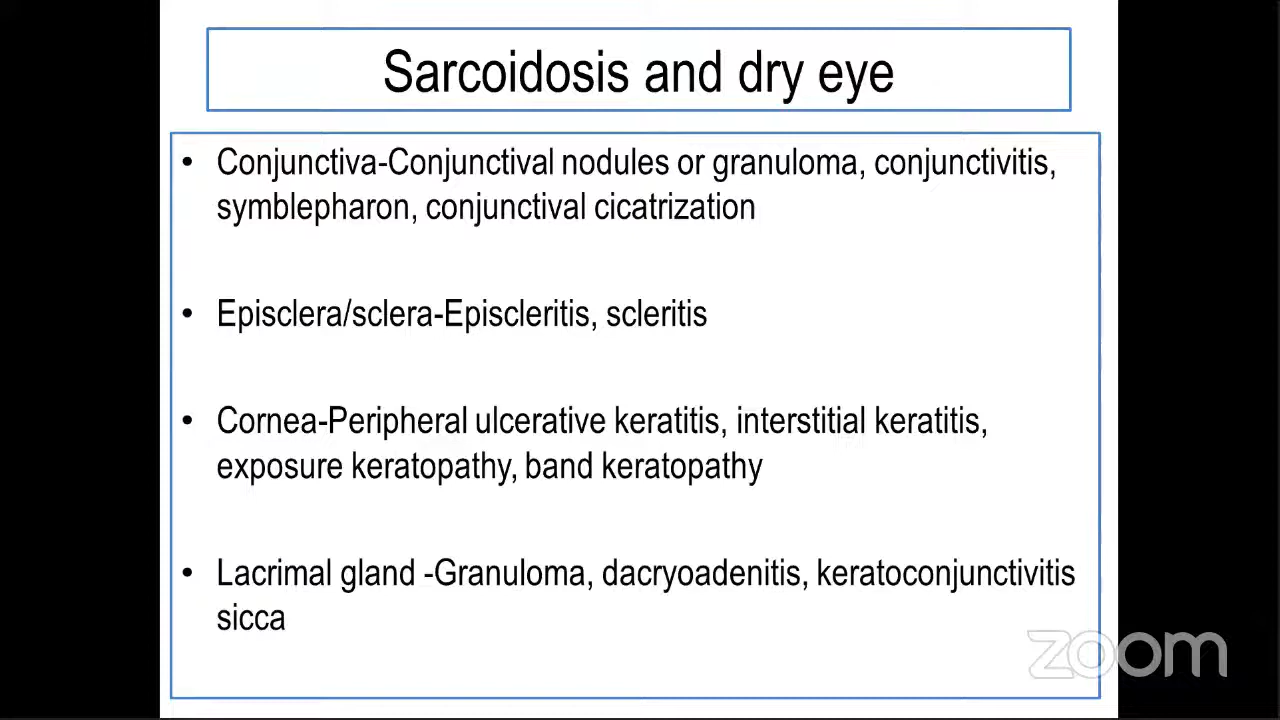 Sarcoidosis and dry eye
• Conjunctiva-Conjunctival nodules or granuloma, conjunctivitis,
symblepharon, conjunctival cicatrization
• Episclera/sclera-Episcleritis, scleritis
• Cornea-Peripheral ulcerative keratitis, interstitial keratitis,
exposure keratopathy, band keratopathy
• Lacrimal gland -Granuloma, dacryoadenitis, keratoconjunctivitis
sicca
zoom